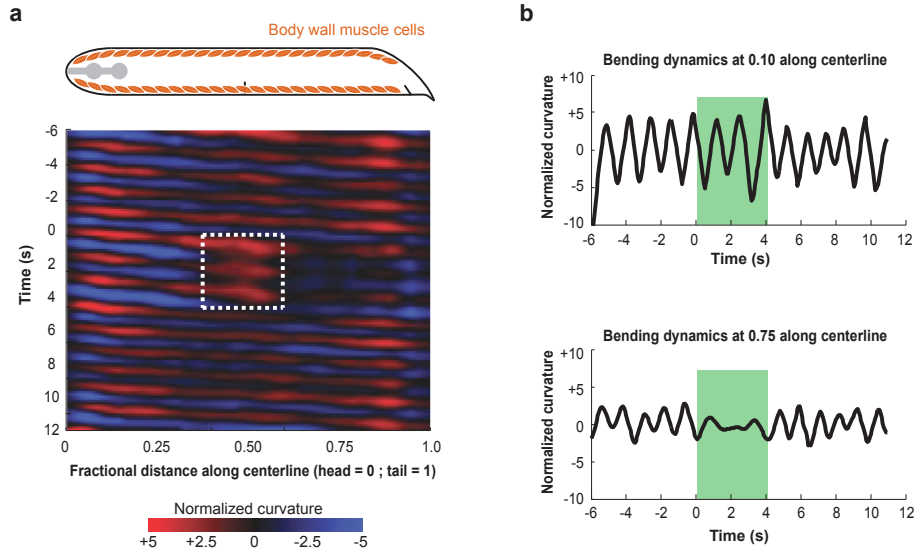 a
Body wall muscle cells
-6
-4
-2
0
2
4
6
8
10
12
Time (s)
0 0.25 0.50 0.75 1.0
Fractional distance along centerline (head = 0 ; tail = 1)
Normalized curvature
+5 +2.5 0 -2.5 -5
b
Bending dynamics at 0.10 along centerline
+10
+5
0
-5
-10
Normalized curvature
-6 -4 -2 0 2 4 6 8 10 12
Time (s)
Bending dynamics at 0.75 along centerline
+10
+5
0
-5
-10
Normalized curvature
-6 -4 -2 0 2 4 6 8 10 12
Time (s)